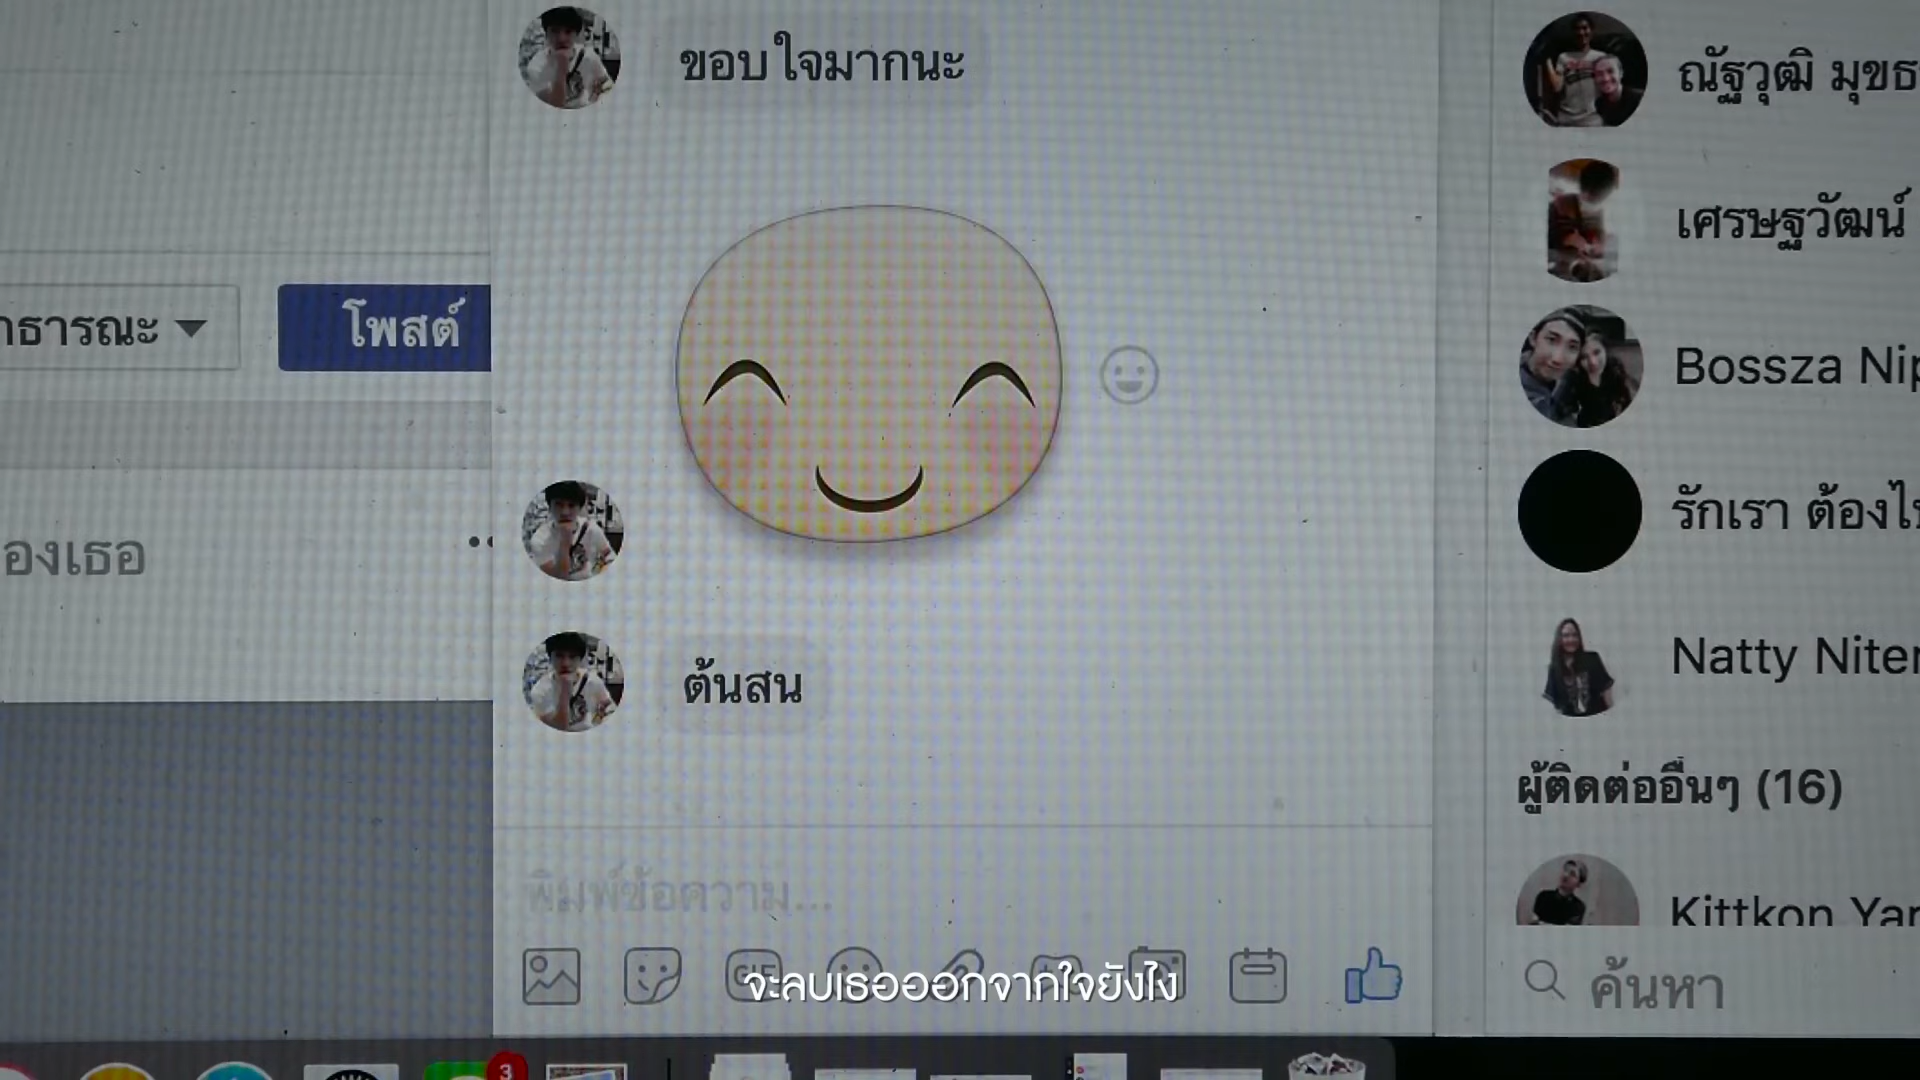 ขอบใจมากนะ
ต้นสน
พิมพ์ข้อความ...
GIF
จะลบเธอออกจากใจยังไง
าธารณะ
โพสต์
องเธอ
ณัฐวุฒิ มุขธ
เศรษฐวัฒน์
Bossza Nip
รักเรา ต้องไ
Natty Niter
ผู้ติดต่ออื่นๆ (16)
Kittkon Yar
ค้นหา
3